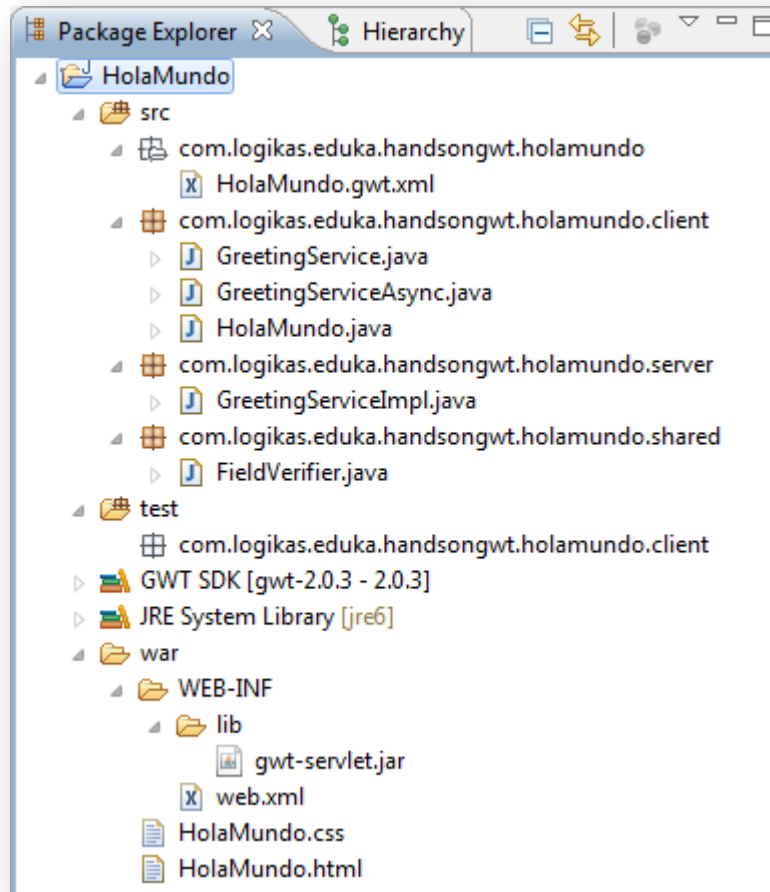 Package Explorer Hierarchy
HolaMundo
src
com.logikas.eduka.handsongwt.holamundo
HolaMundo.gwt.xml
com.logikas.eduka.handsongwt.holamundo.client
GreetingService.java
GreetingServiceAsync.java
HolaMundo.java
com.logikas.eduka.handsongwt.holamundo.server
GreetingServiceImpl.java
com.logikas.eduka.handsongwt.holamundo.shared
FieldVerifier.java
test
com.logikas.eduka.handsongwt.holamundo.client
GWT SDK [gwt-2.0.3 - 2.0.3]
JRE System Library [jre6]
war
WEB-INF
lib
gwt-servlet.jar
web.xml
HolaMundo.css
HolaMundo.html